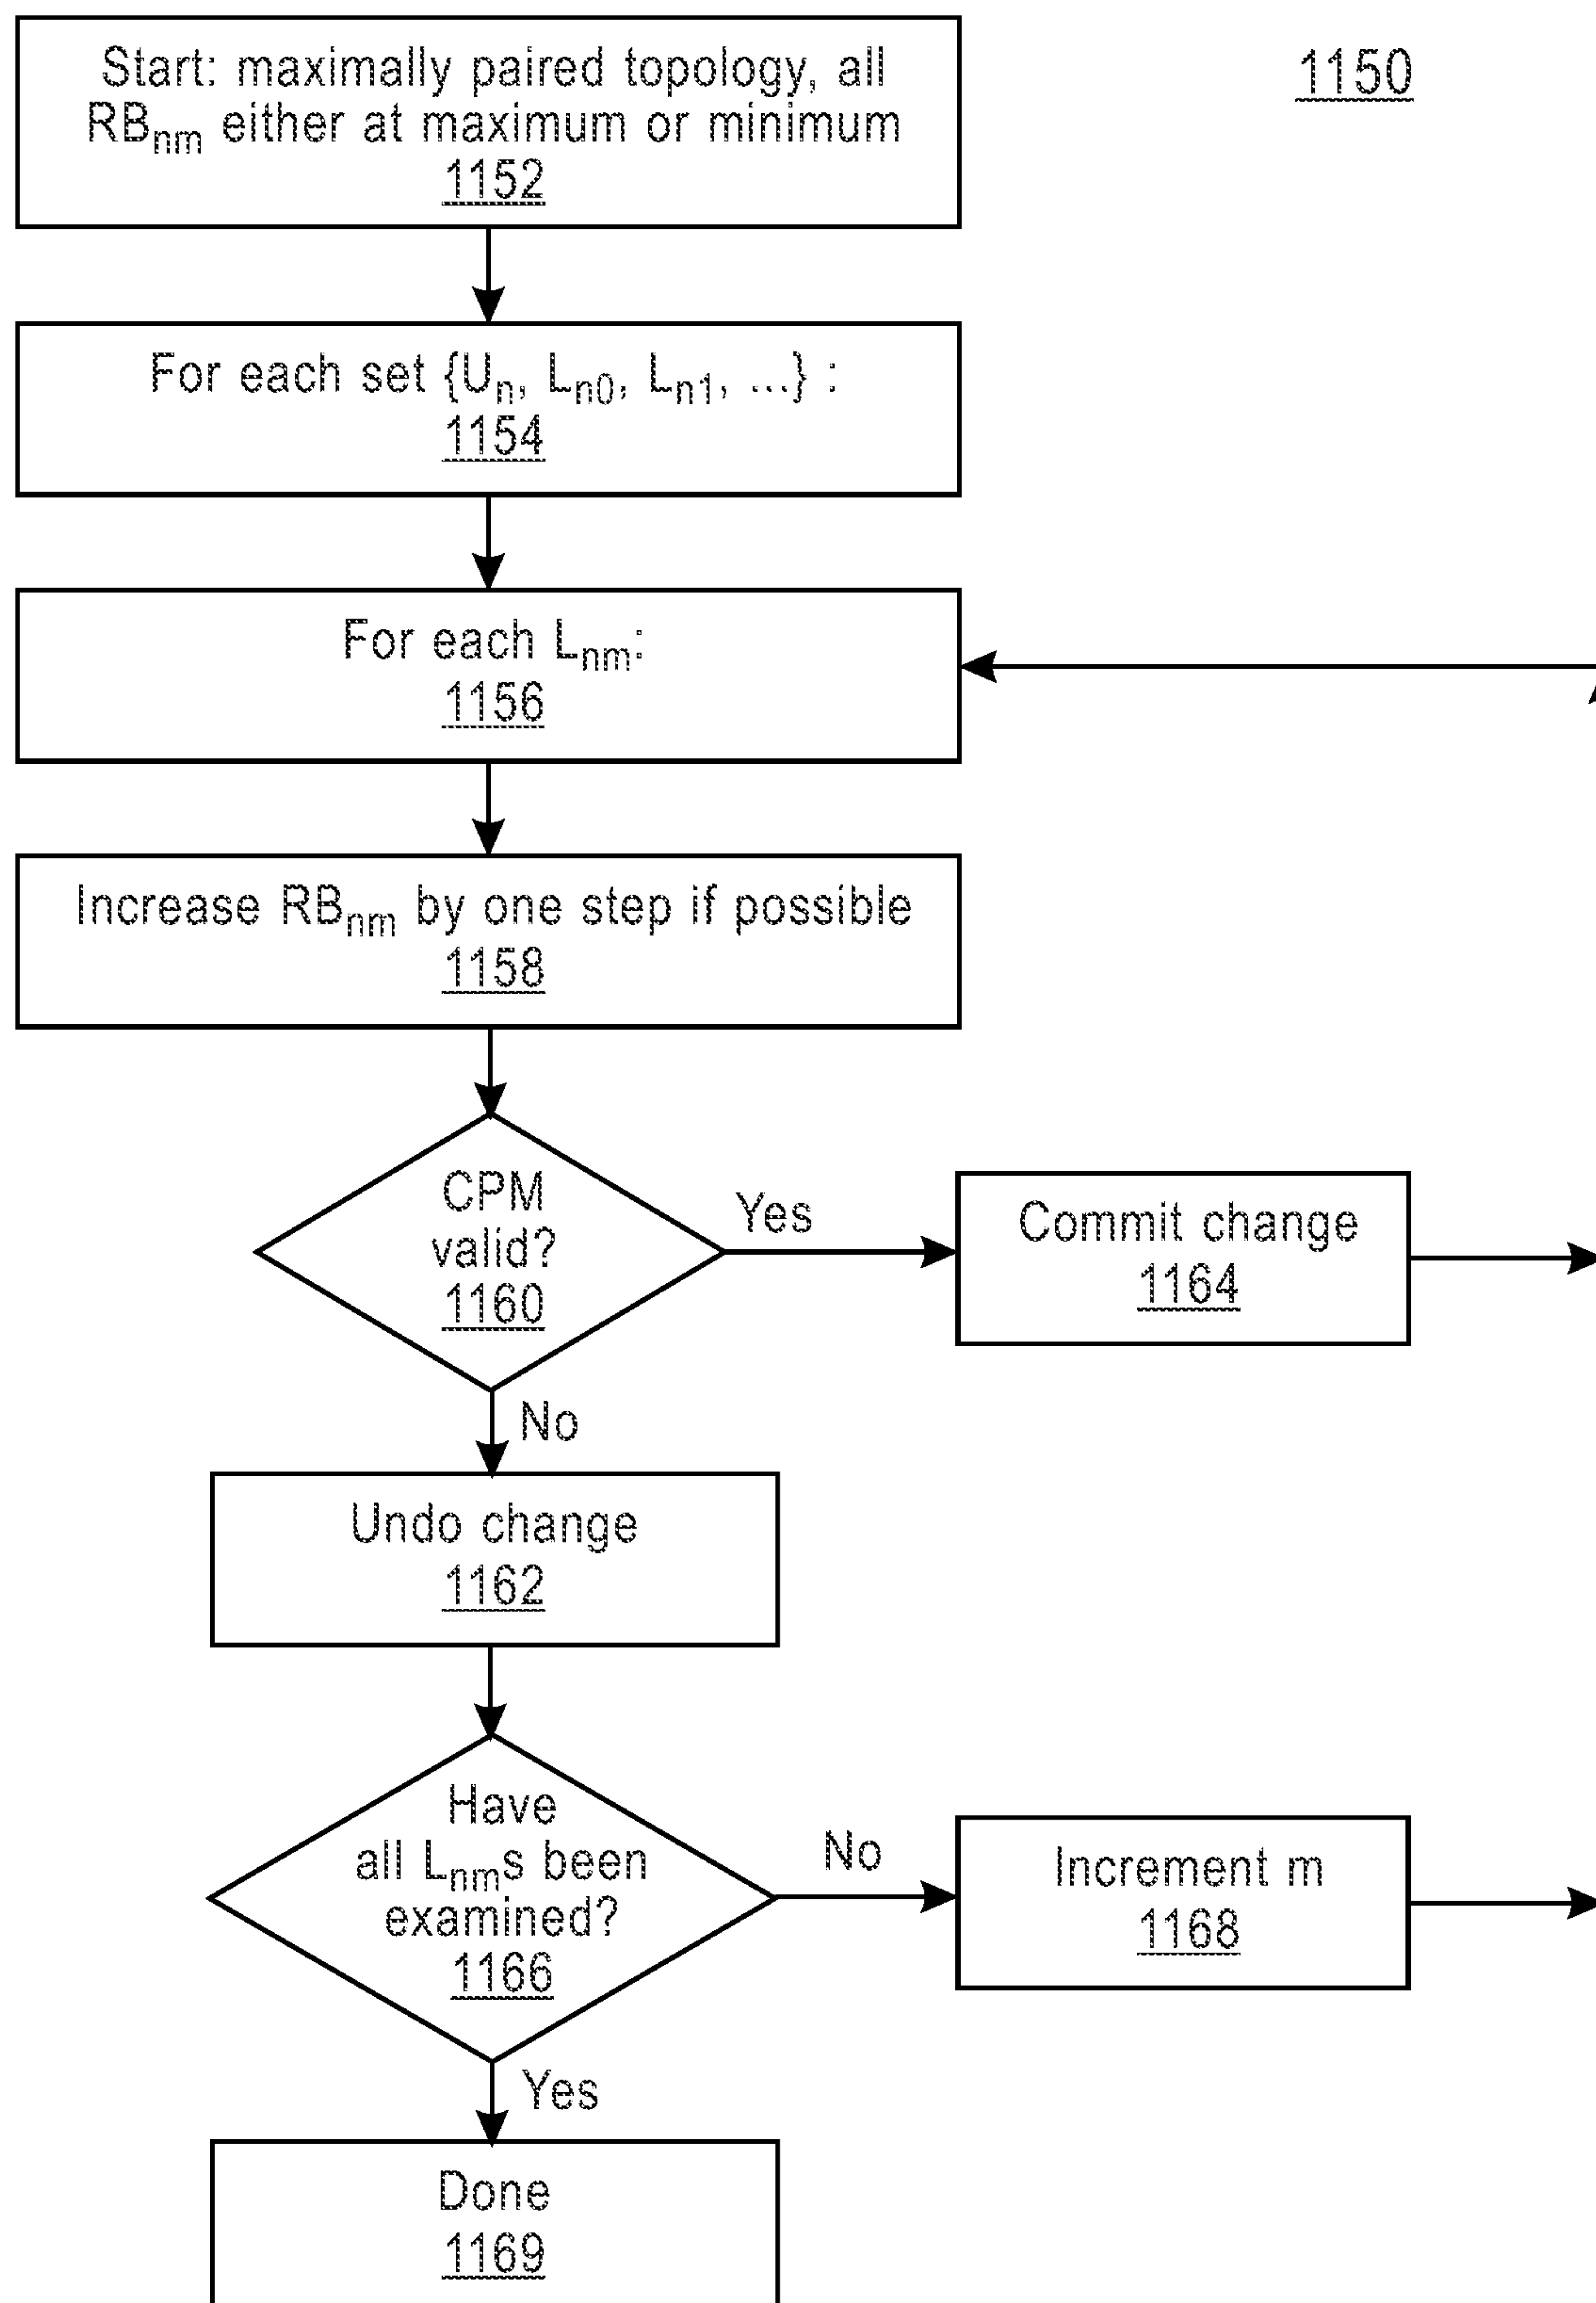 Start: maximally paired topology, all
RBnm either at maximum or minimum
1152
1150
For each set {Un, Ln0, Ln1, ...} :
1154
For each Lnm:
1156
Increase RBnm by one step if possible
1158
CPM
valid?
1160
Yes
Commit change
1164
No
Undo change
1162
Have
all Lnms been
examined?
1166
No
Increment m
1168
Yes
Done
1169